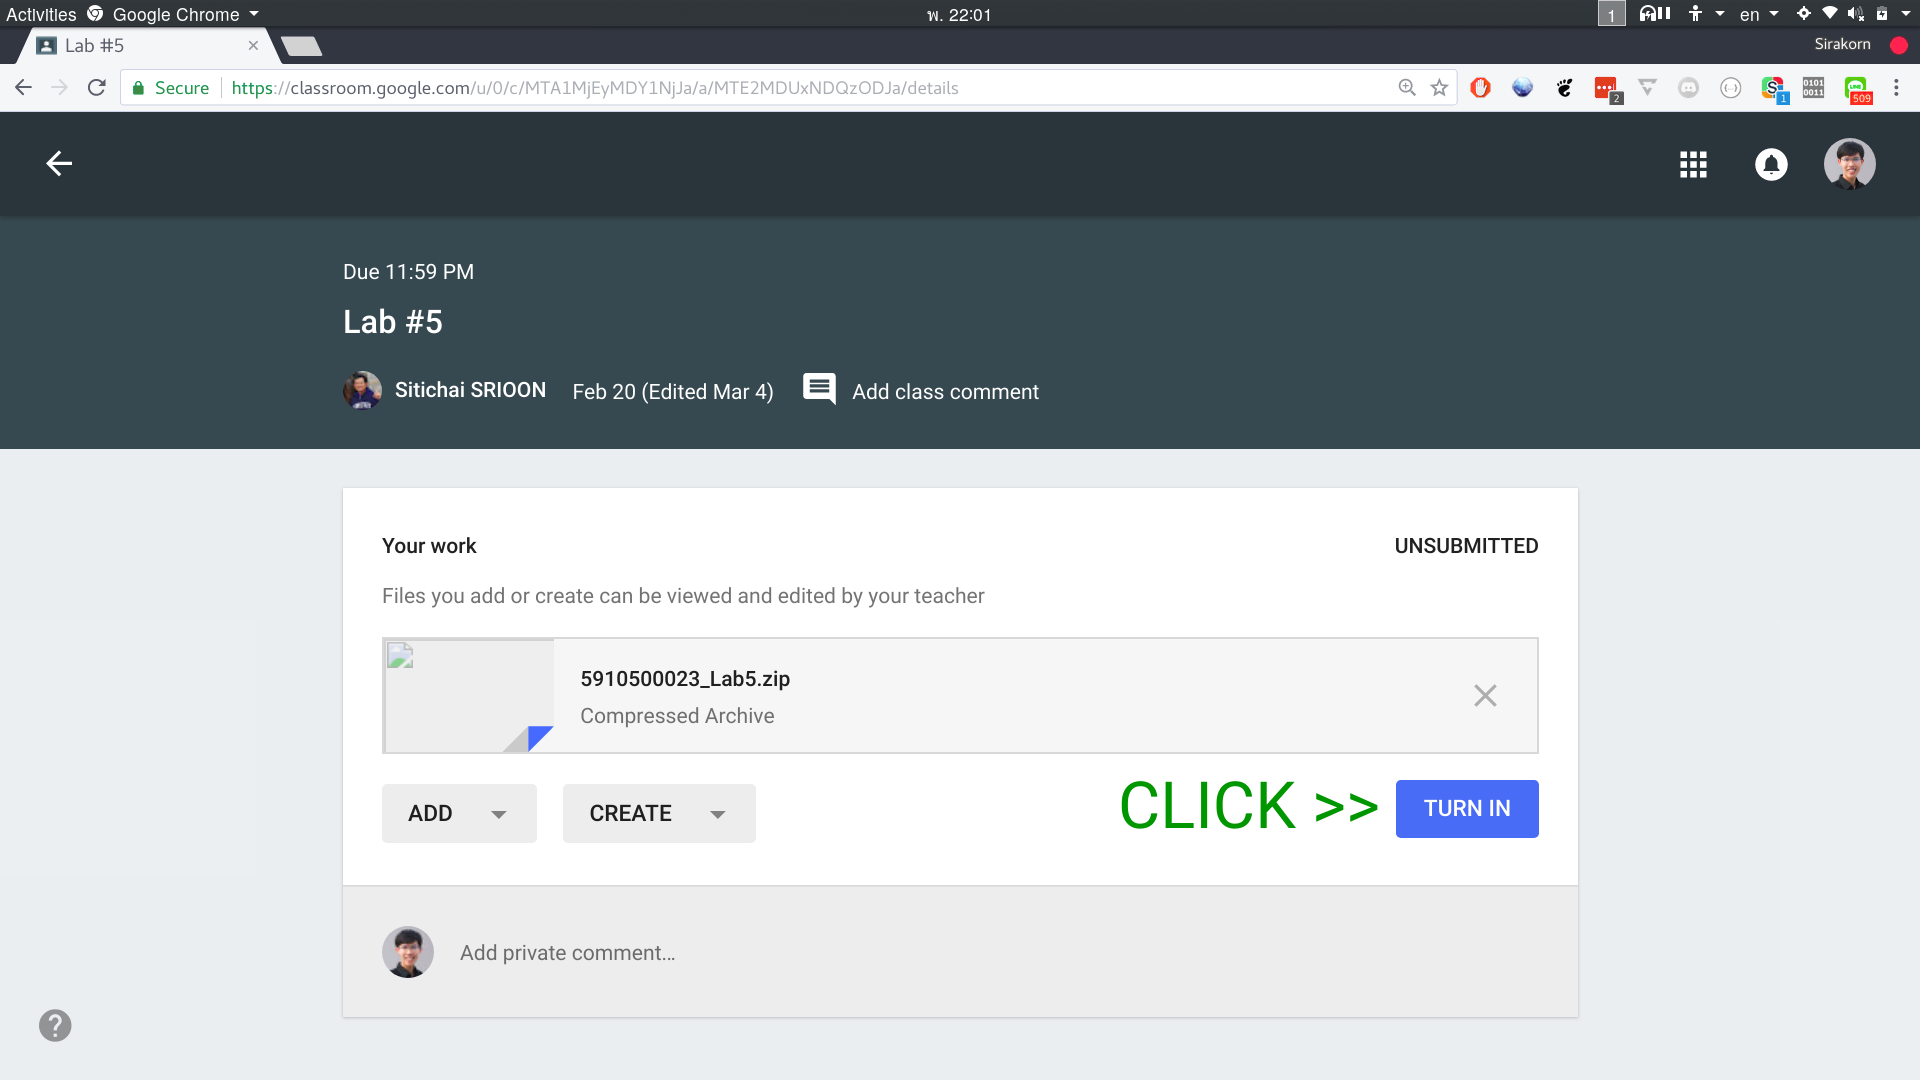 Activities Google Chrome พ. 22:01 1 en
Lab #5 Sirakorn
Secure https://classroom.google.com/u/0/c/MTA1MjEyMDY1NjJa/a/MTE2MDUxNDQzODJa/details 2 S 1 0101 0011 LINE 509
Due 11:59 PM
Lab #5
Sitichai SRIOON Feb 20 (Edited Mar 4) Add class comment
Your work UNSUBMITTED
Files you add or create can be viewed and edited by your teacher
5910500023_Lab5.zip
Compressed Archive
ADD CREATE CLICK >> TURN IN
Add private comment...
?